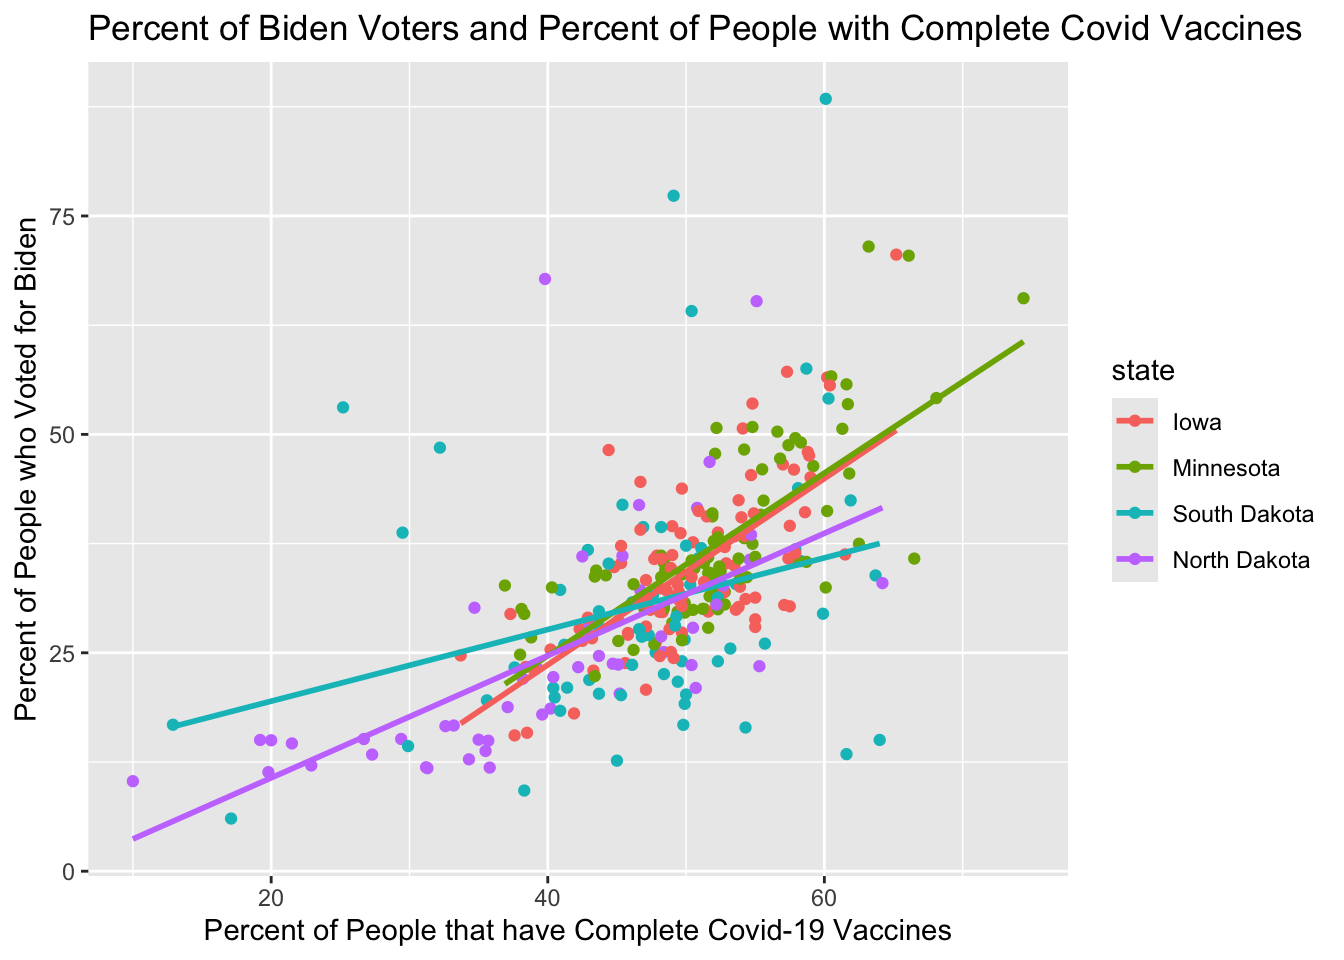 Percent of Biden Voters and Percent of People with Complete Covid Vaccines
Percent of People who Voted for Biden
75
50
25
0
20 40 60
Percent of People that have Complete Covid-19 Vaccines
state
Iowa
Minnesota
South Dakota
North Dakota